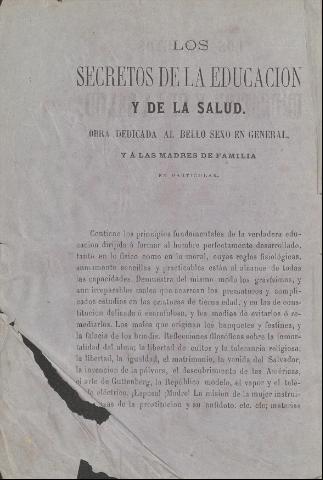 LOS
SECRETOS DE LA EDUCACION
Y DE LA SALUD.
OBRA DEDICADA AL BELLO SEXO EN GENERAL,
Y Á LAS MADRES DE FAMILIA
EN PARTICULAR.
Contiene los principios fundamentales de la verdadera edu-
cacion dirijida á formar al hombre perfectamente desarrollado,
tanto en lo físico como en lo moral, cuyas reglas fisiológicas,
sumamente sencillas y practicables están al alcance de todas
las capacidades. Demuestra del mismo modo los gravísimos, y
aun irreparables males que acarrean los prematuros y compli-
cados estudios en las criaturas de tierna edad, y en las de cons-
titucion delicada ó escrofulosa, y los medios de evitarlos ó re-
mediarlos. Los males que originan los banquetes y festines, y
la falacia de los brindis. Reflecsiones filosóficas sobre la inmor-
talidad del alma; la libertad de cultos y la tolerancia religiosa,
la libertad, la igualdad, el matrimonio, la venida del Salvador,
la invencion de la pólvora, el descubrimiento de las Américas,
el arte de Guttenberg, la República modelo, el vapor y el telé-
eléctrico. ¡Esposa! ¡Madre! La mision de la mujer instrui-
sas de la prostitucion y su antídoto, etc. etc; materias